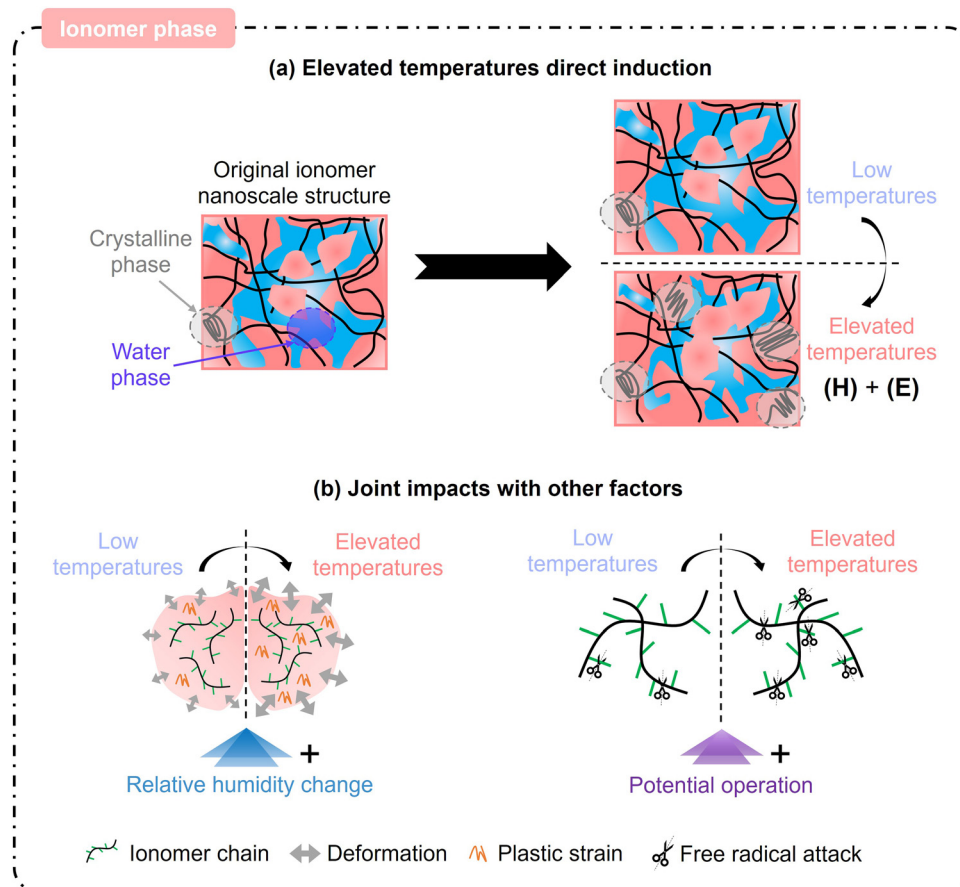 Ionomer phase
(a) Elevated temperatures direct induction
Original ionomer
nanoscale structure
Crystalline
phase
Water
phase
Low
temperatures
Elevated
temperatures
(H) + (E)
(b) Joint impacts with other factors
Low
temperatures
Elevated
temperatures
+
Relative humidity change
Low
temperatures
Elevated
temperatures
+
Potential operation
Ionomer chain
Deformation
Plastic strain
Free radical attack